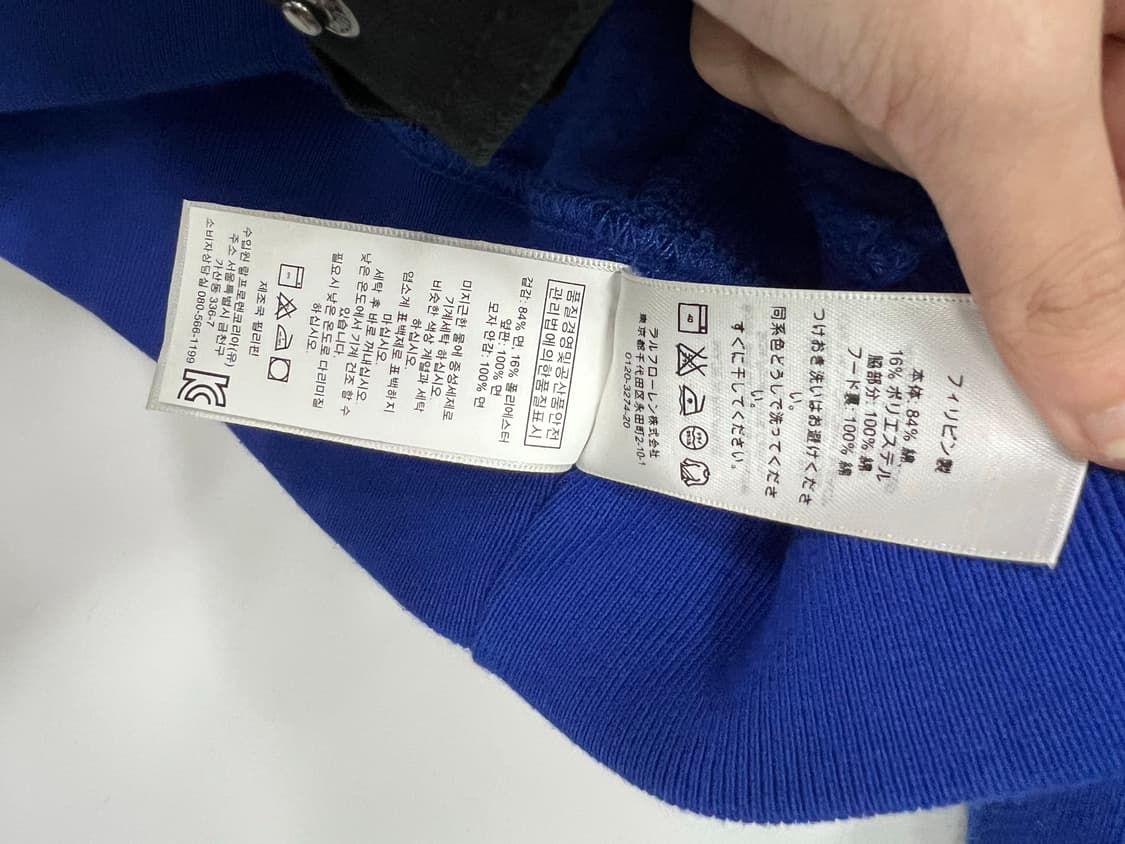 フィリピン製
本体: 84% 綿,
16% ポリエステル
脇部分: 100% 綿
フード裏: 100% 綿
つけおき洗いはお避けくださ
い。
同系色どうしで洗ってくださ
い。
すぐに干してください。
40
ラルフローレン株式会社
東京都千代田区永田町2-10-1
0120-3274-20
품질경영및공산품안전
관리법에의한품질표시
겉감: 84% 면, 16% 폴리에스터
옆판: 100% 면
모자 안감: 100% 면
미지근한 물에 중성세제로
기계세탁 하십시오.
비슷한 색상 계열과 세탁
하십시오.
염소계 표백제로 표백하지
마십시오.
세탁 후 바로 꺼내십시오.
낮은 온도에서 기계 건조 할 수
있습니다.
필요시 낮은 온도로 다리미질
하십시오.
제조국 필리핀
수입원 랄프로렌코리아(유)
주소 서울특별시 금천구
가산동 336-7
소비자상담실 080-566-1199